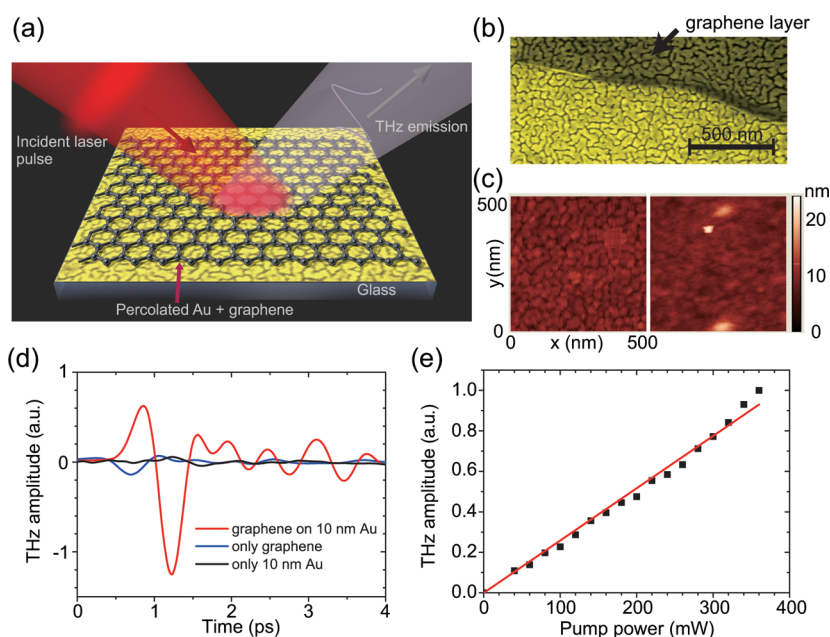 (a)
Incident laser
pulse
THz emission
Glass
Percolated Au + graphene
(b)
graphene layer
500 nm
(c)
500
y(nm)
0
0
x (nm)
500
nm
20
10
0
(d)
1
0
-1
THz amplitude (a.u.)
graphene on 10 nm Au
only graphene
only 10 nm Au
0
1
2
3
4
Time (ps)
(e)
1.0
0.8
0.6
0.4
0.2
0.0
THz amplitude (a.u.)
0
100
200
300
400
Pump power (mW)